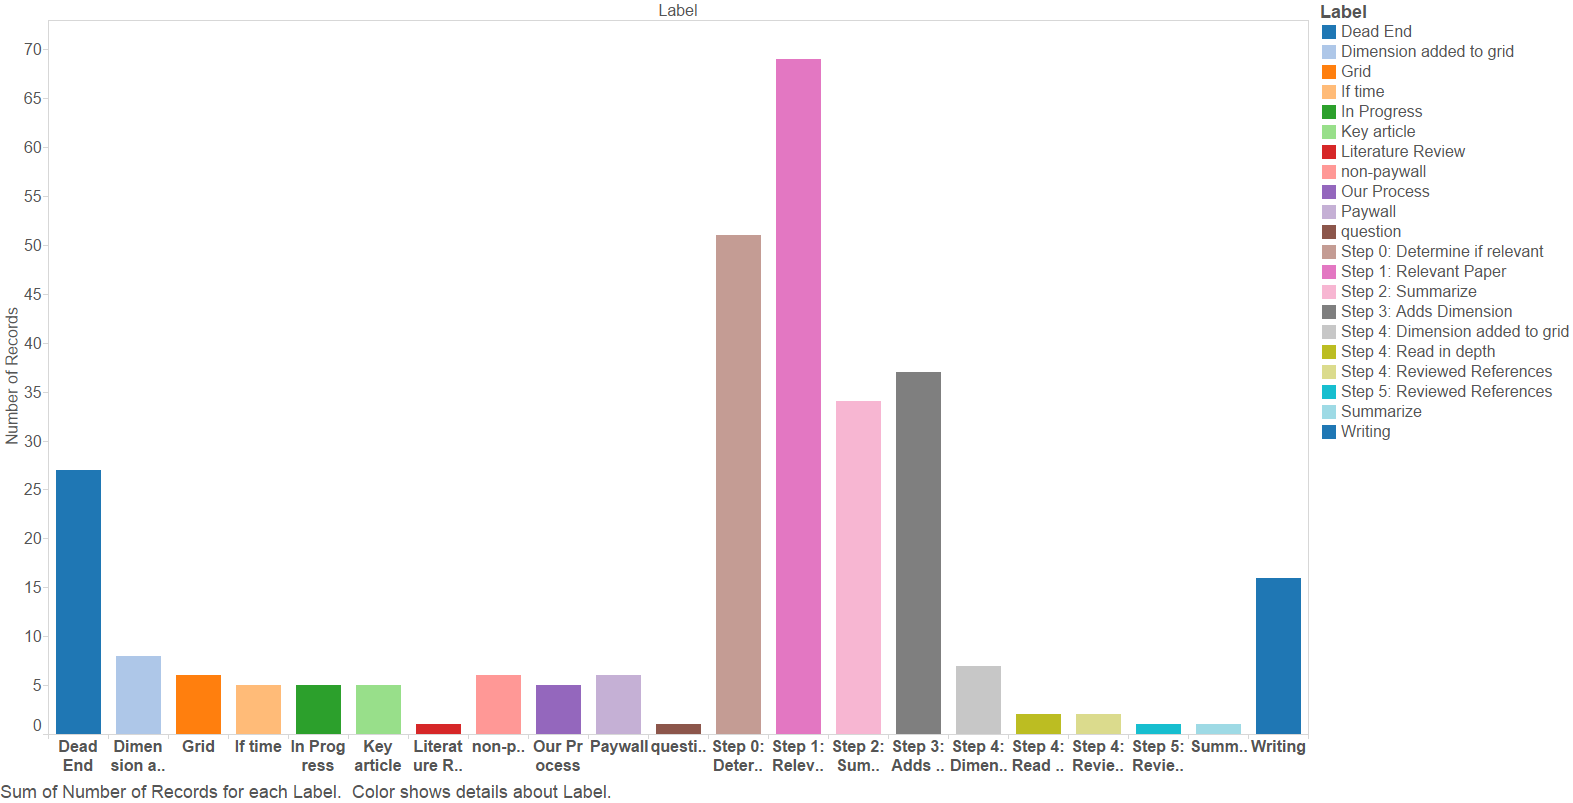 Label
Number of Records
70
65
60
55
50
45
40
35
30
25
20
15
10
5
0
Dead End
Dimen sion a..
Grid
If time
In Prog ress
Key article
Literat ure R..
non-p..
Our Pr ocess
Paywall
questi..
Step 0: Deter..
Step 1: Relev..
Step 2: Sum..
Step 3: Adds ..
Step 4: Dimen..
Step 4: Read ..
Step 4: Revie..
Step 5: Revie..
Summ..
Writing
Sum of Number of Records for each Label.  Color shows details about Label.
Label
Dead End
Dimension added to grid
Grid
If time
In Progress
Key article
Literature Review
non-paywall
Our Process
Paywall
question
Step 0: Determine if relevant
Step 1: Relevant Paper
Step 2: Summarize
Step 3: Adds Dimension
Step 4: Dimension added to grid
Step 4: Read in depth
Step 4: Reviewed References
Step 5: Reviewed References
Summarize
Writing